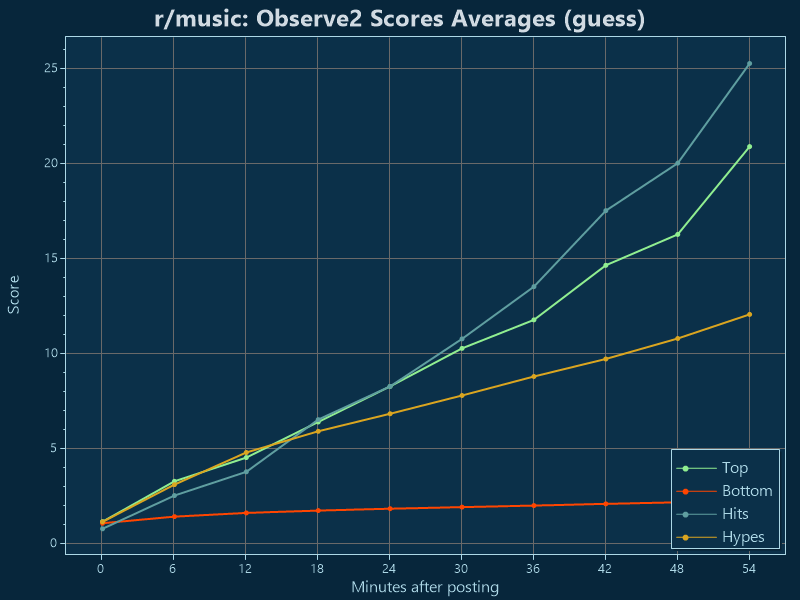 r/music: Observe2 Scores Averages (guess)
Score
25
20
15
10
5
0
0 6 12 18 24 30 36 42 48 54
Minutes after posting
Top
Bottom
Hits
Hypes